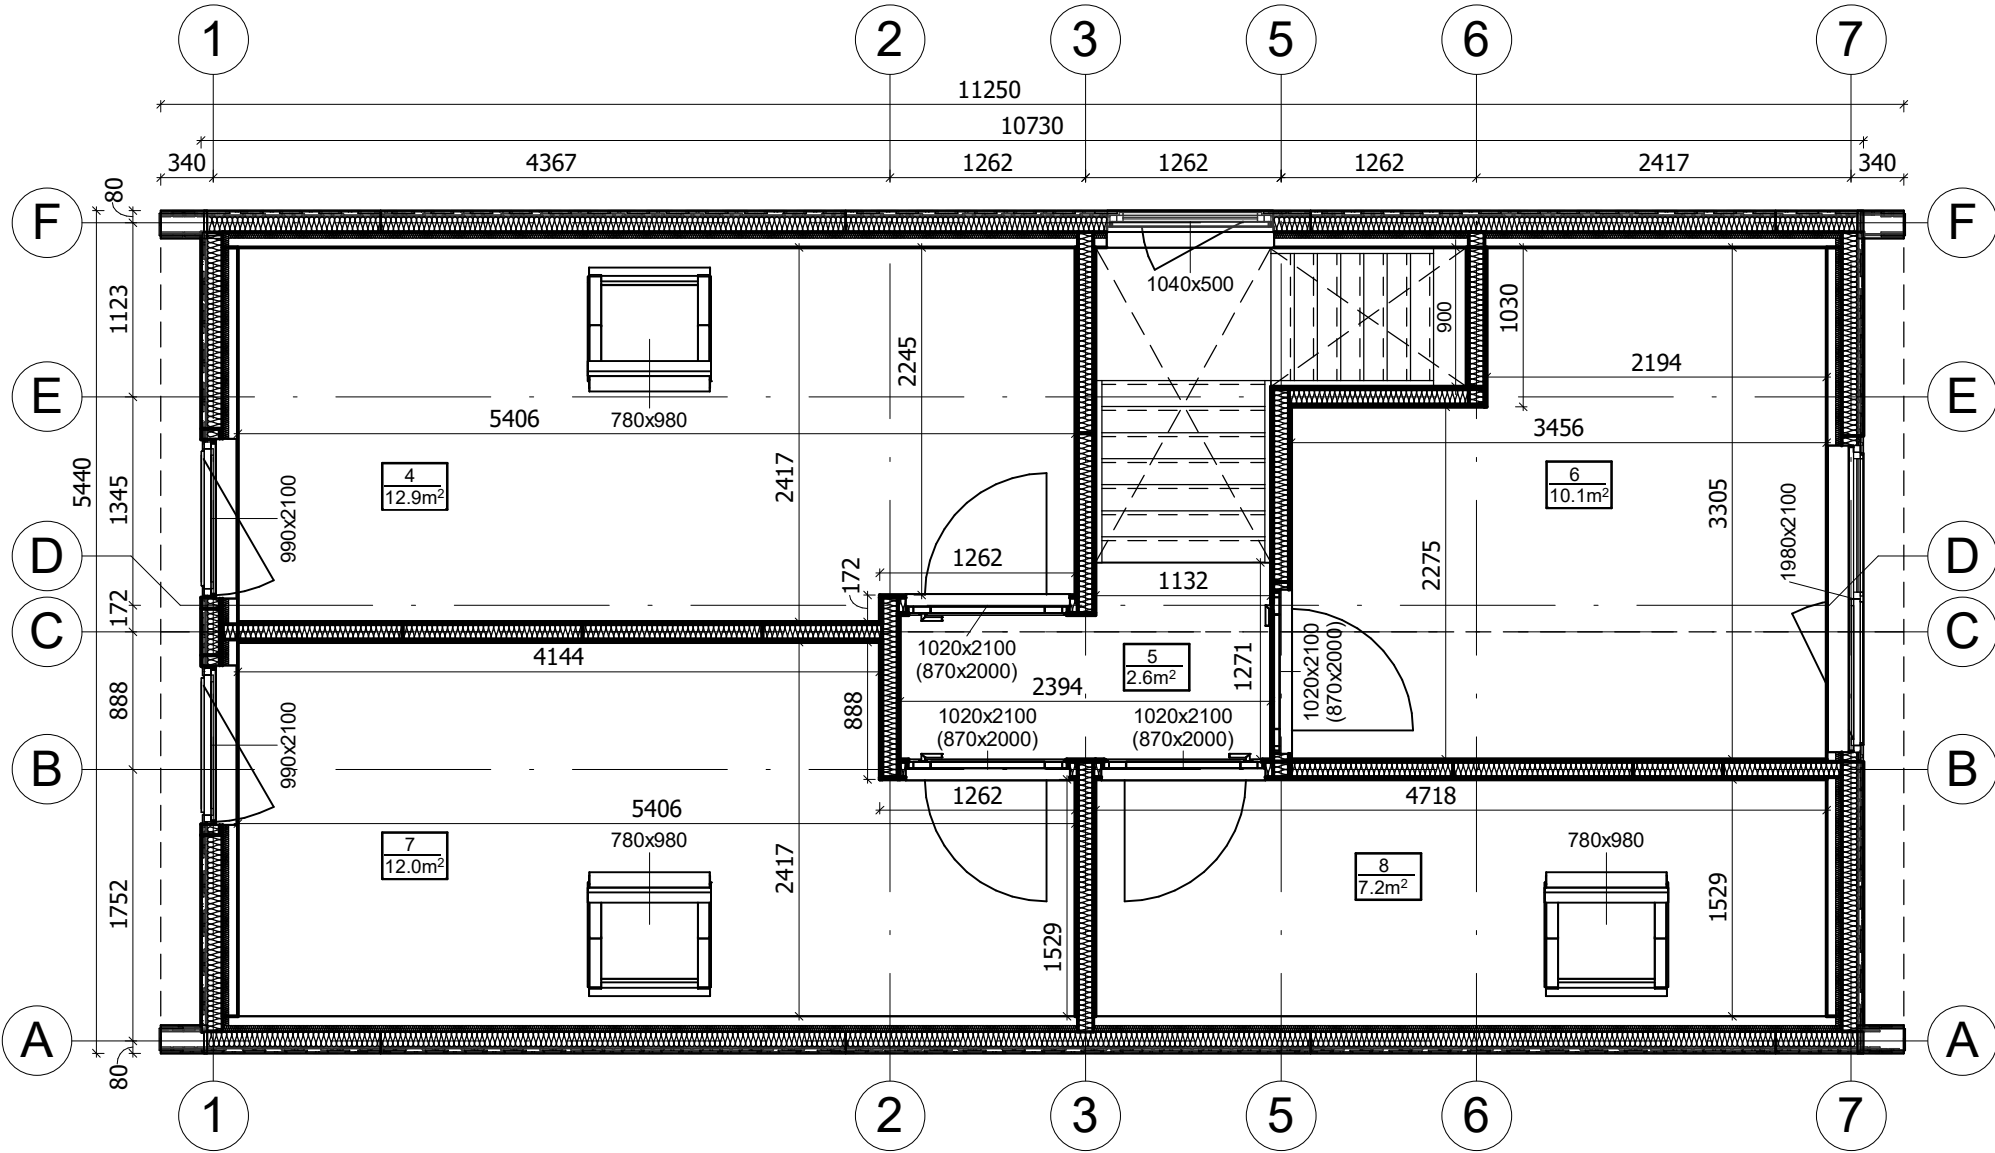 1 2 3 5 6 7
11250
10730
340 4367 1262 1262 1262 2417 340
80
F F
1123
1040x500
900
1030
2245
2194
E E
5406 780x980
3456
5440
1345
4
12.9m²
990x2100
2417
6
10.1m²
3305
1980x2100
D D
172
1262
1132
2275
172
C C
4144
1020x2100
(870x2000)
5
2.6m²
1271
1020x2100
(870x2000)
2394
888
990x2100
888
1020x2100
(870x2000)
1020x2100
(870x2000)
B B
5406
1262
4718
780x980
780x980
7
12.0m²
2417
8
7.2m²
1529
1752
1529
A A
80
1 2 3 5 6 7